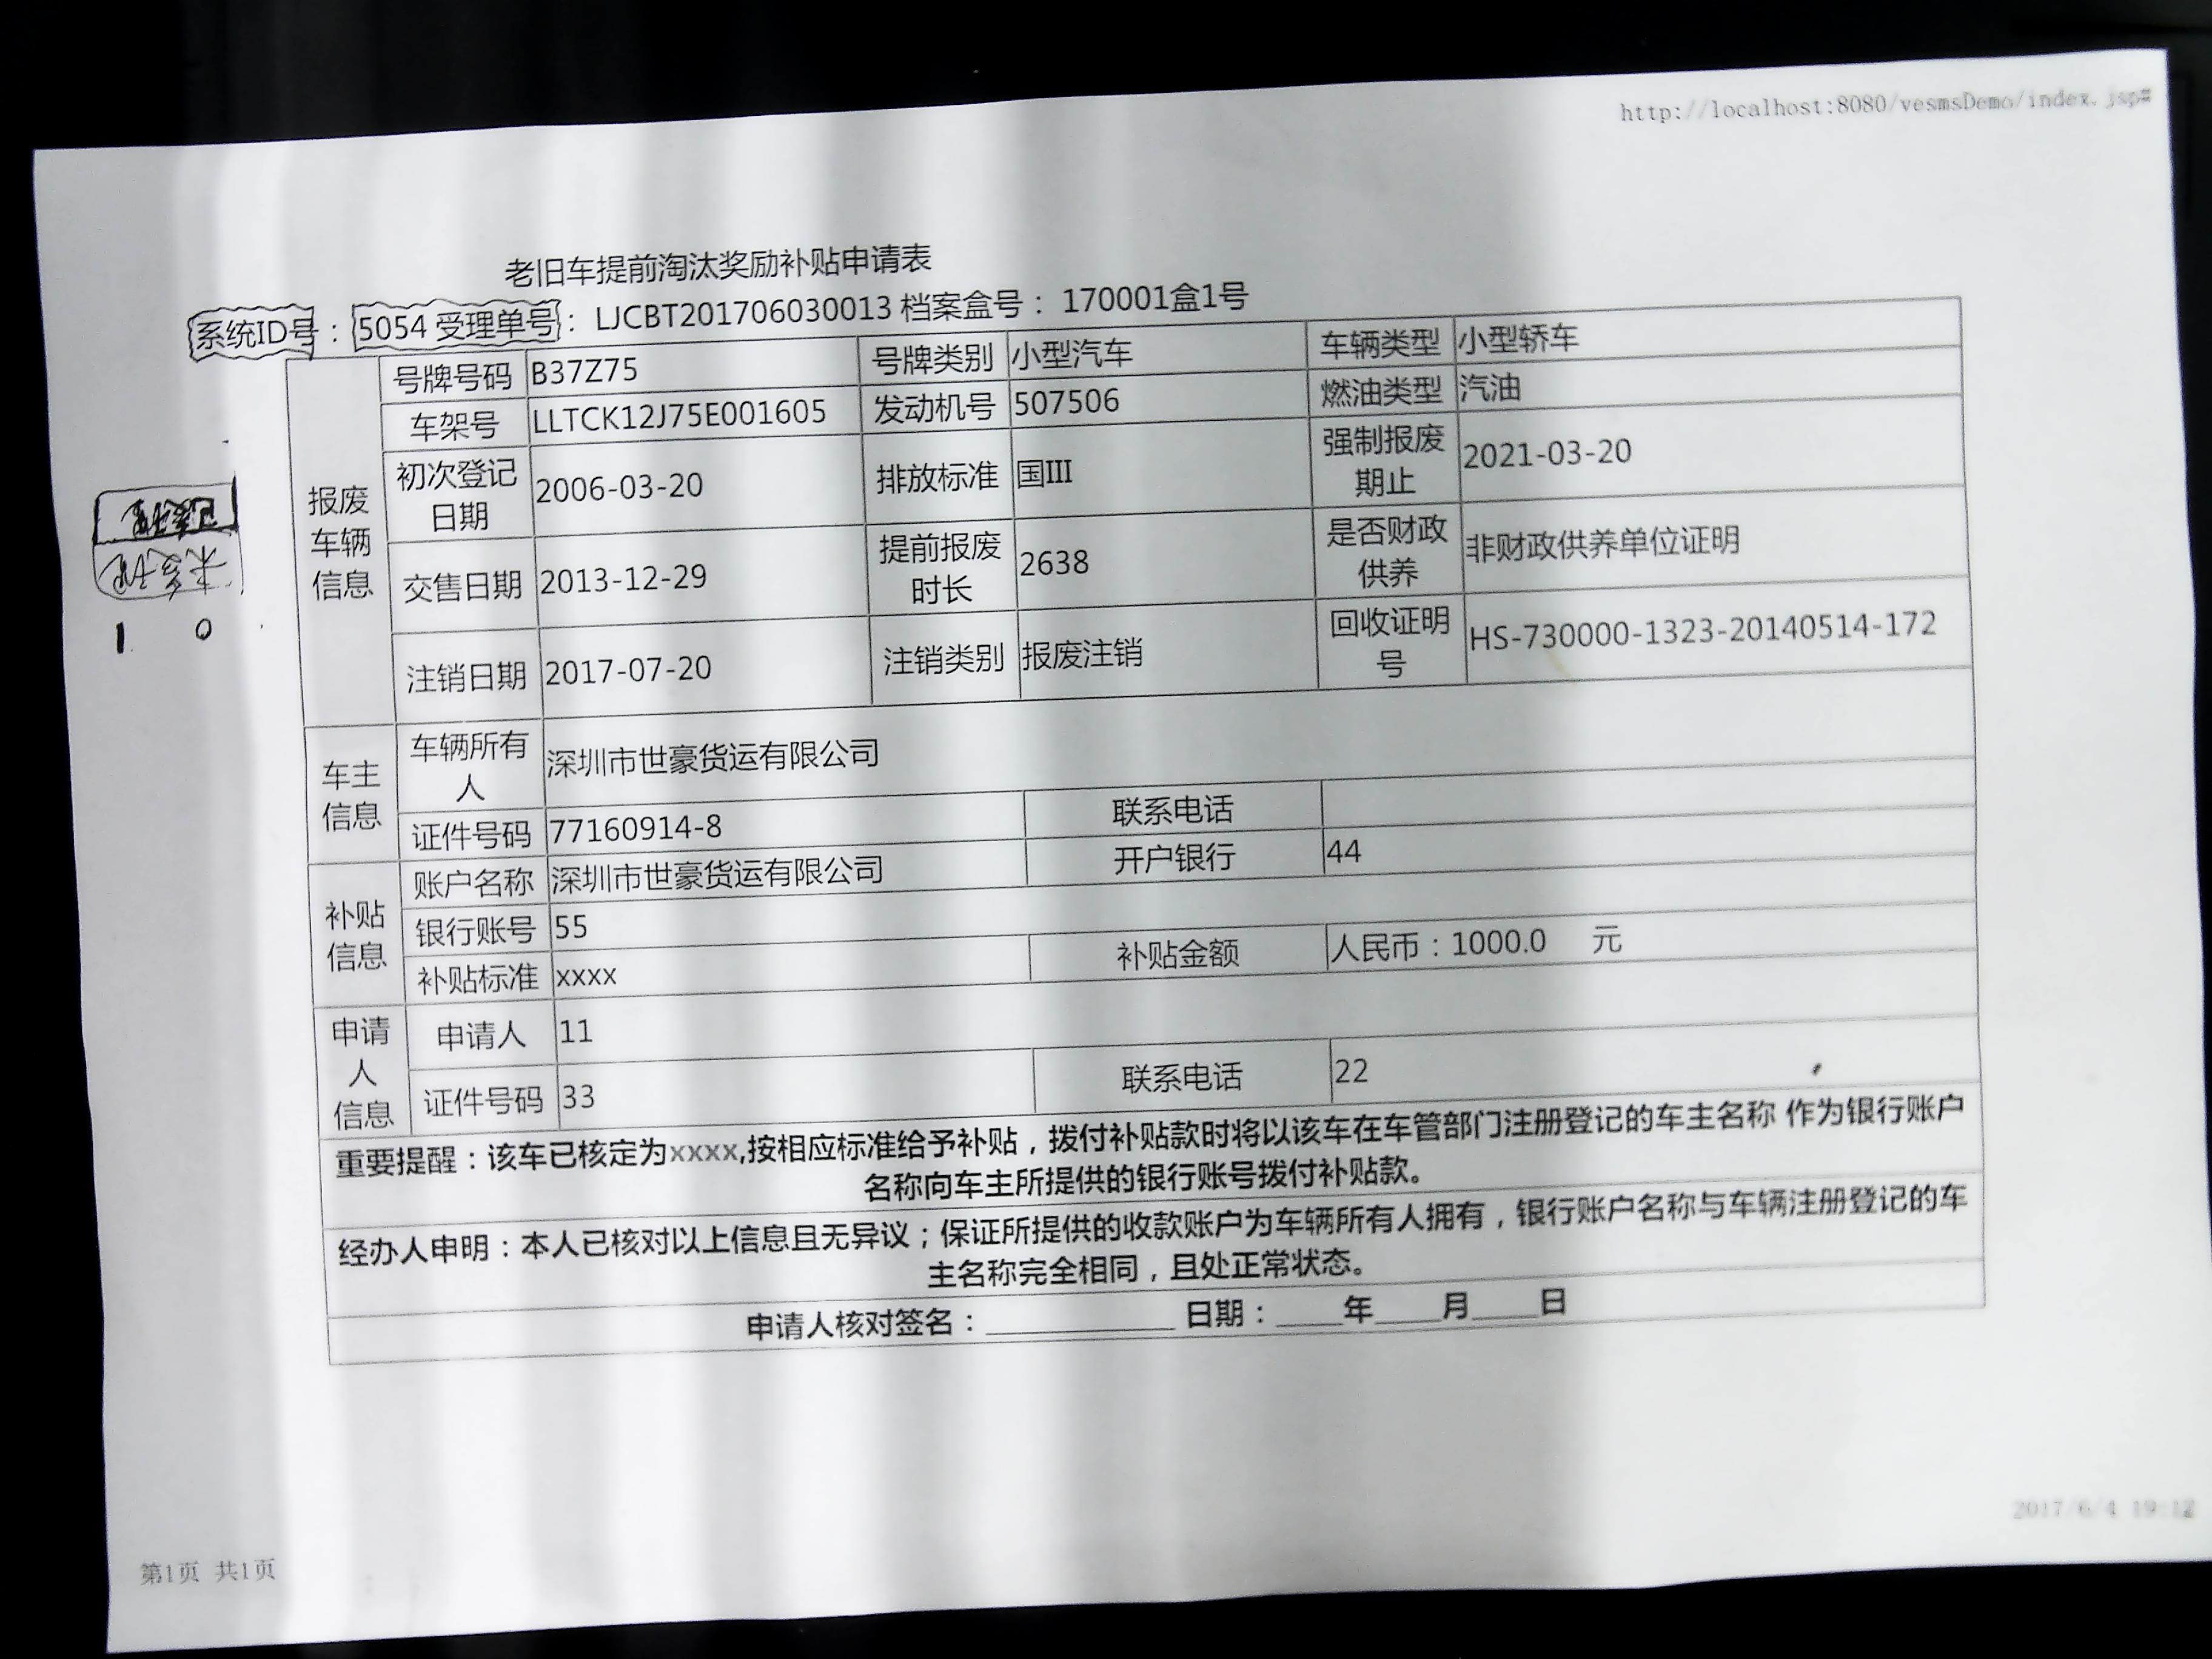 http://localhost:8080/vesmsDemo/index.jsp#
老旧车提前淘汰奖励补贴申请表
系统ID号：5054 受理单号：LJCBT201706030013 档案盒号：170001盒1号
报废车辆信息
号牌号码 B37Z75 号牌类别 小型汽车 车辆类型 小型轿车
车架号 LLTCK12J75E001605 发动机号 507506 燃油类型 汽油
初次登记日期 2006-03-20 排放标准 国III 强制报废期止 2021-03-20
交售日期 2013-12-29 提前报废时长 2638 是否财政供养 非财政供养单位证明
注销日期 2017-07-20 注销类别 报废注销 回收证明号 HS-730000-1323-20140514-172
车主信息
车辆所有人 深圳市世豪货运有限公司
证件号码 77160914-8 联系电话
补贴信息
账户名称 深圳市世豪货运有限公司 开户银行 44
银行账号 55
补贴标准 xxxx 补贴金额 人民币：1000.0 元
申请人信息
申请人 11
证件号码 33 联系电话 22
重要提醒：该车已核定为xxxx,按相应标准给予补贴，拨付补贴款时将以该车在车管部门注册登记的车主名称 作为银行账户
名称向车主所提供的银行账号拨付补贴款。
经办人申明：本人已核对以上信息且无异议；保证所提供的收款账户为车辆所有人拥有，银行账户名称与车辆注册登记的车
主名称完全相同，且处正常状态。
申请人核对签名：____________ 日期：____年____月____日
1 0
2017/6/4 19:12
第1页 共1页